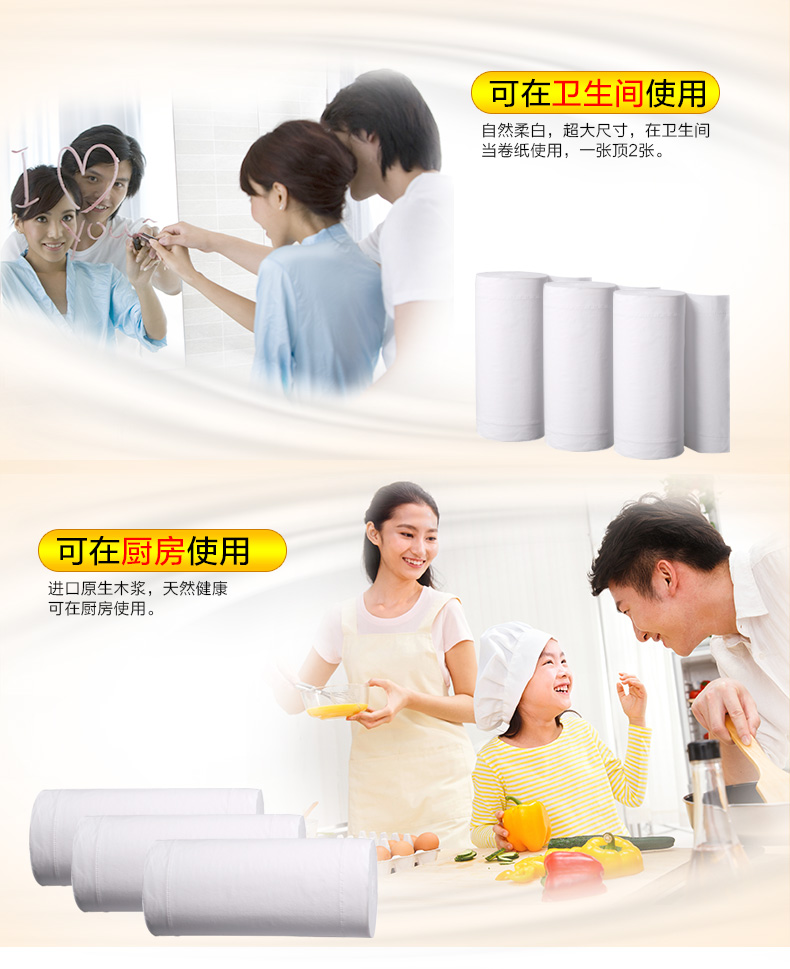 I ♡
you
可在卫生间使用
自然柔白，超大尺寸，在卫生间
当卷纸使用，一张顶2张。
可在厨房使用
进口原生木浆，天然健康
可在厨房使用。